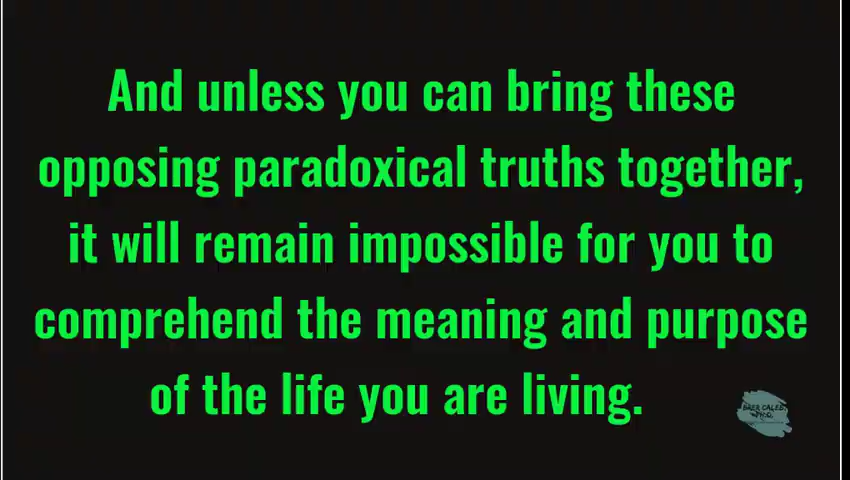 And unless you can bring these
opposing paradoxical truths together,
it will remain impossible for you to
comprehend the meaning and purpose
of the life you are living.